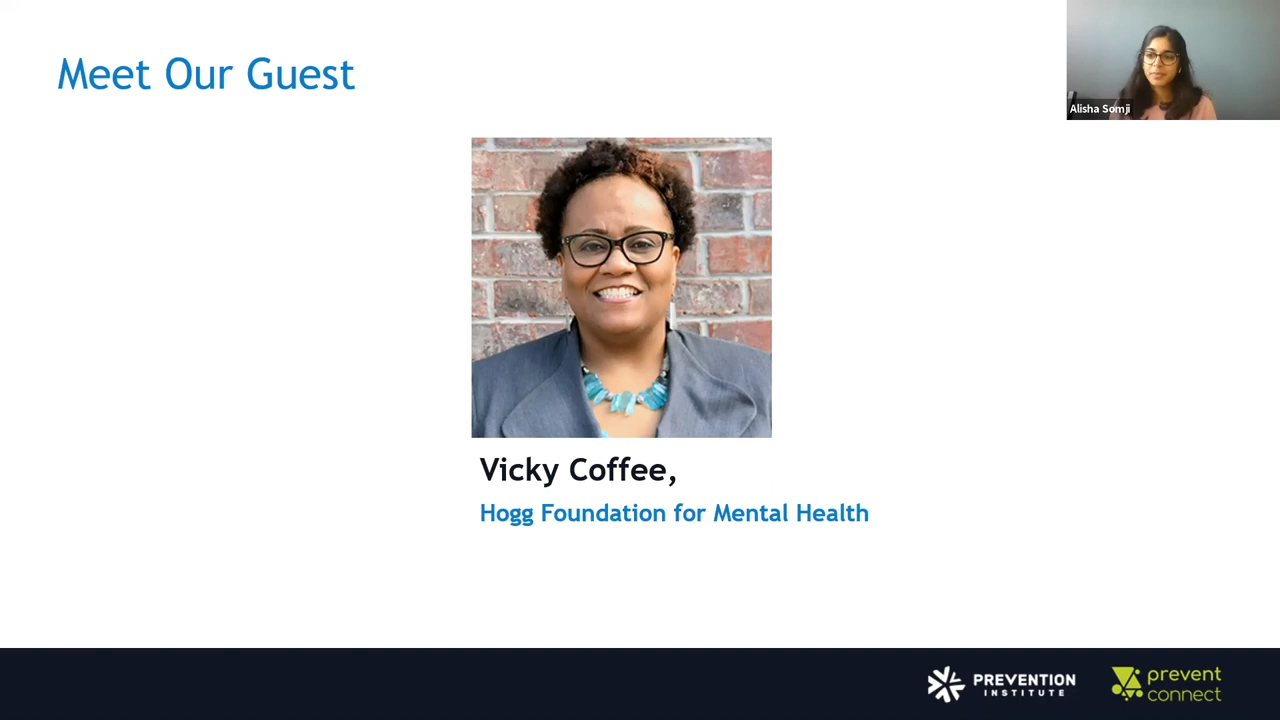 Meet Our Guest
Alisha Somji
Vicky Coffee,
Hogg Foundation for Mental Health
PREVENTION
INSTITUTE
prevent
connect